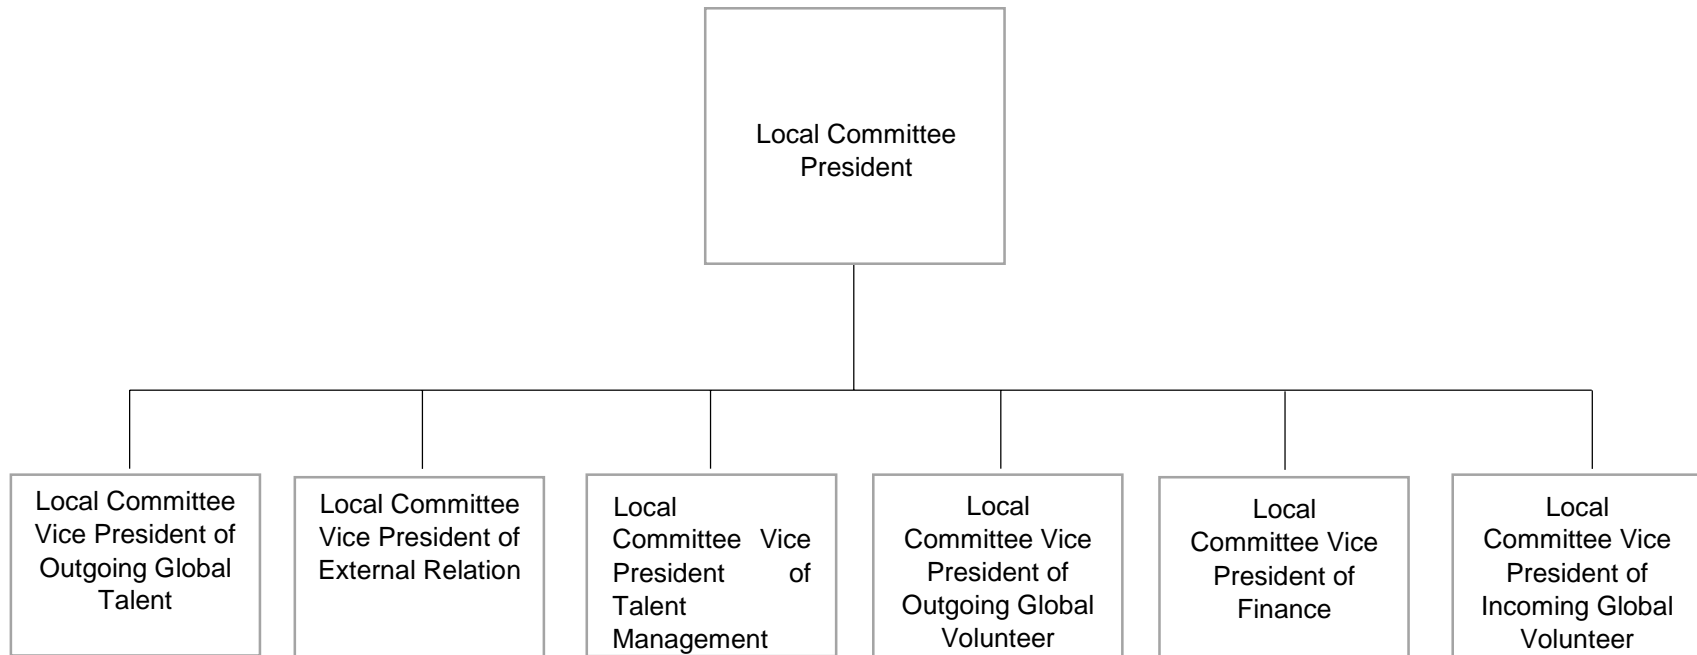 Local Committee
President
Local Committee
Vice President of
Outgoing Global
Talent
Local Committee
Vice President of
External Relation
Local
Committee Vice
President of
Talent
Management
Local
Committee Vice
President of
Outgoing Global
Volunteer
Local
Committee Vice
President of
Finance
Local
Committee Vice
President of
Incoming Global
Volunteer